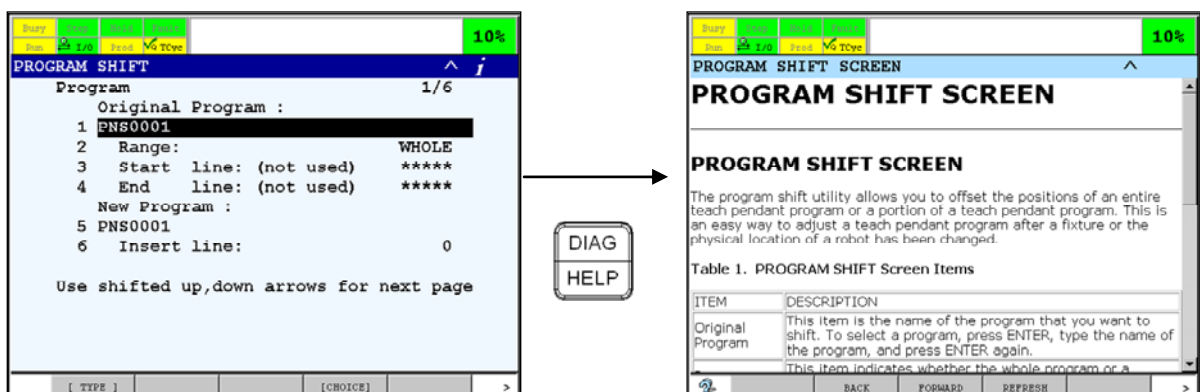 Busy Step Hold Fault
Run I/O Prod TCyc
10%
PROGRAM SHIFT
Program 1/6
Original Program :
1 PNS0001
2 Range: WHOLE
3 Start line: (not used) *****
4 End line: (not used) *****
New Program :
5 PNS0001
6 Insert line: 0
Use shifted up,down arrows for next page
[ TYPE ] [CHOICE] >
DIAG
HELP
Busy Step Hold Fault
Run I/O Prod TCyc
10%
PROGRAM SHIFT SCREEN
PROGRAM SHIFT SCREEN
PROGRAM SHIFT SCREEN
The program shift utility allows you to offset the positions of an entire
teach pendant program or a portion of a teach pendant program. This is
an easy way to adjust a teach pendant program after a fixture or the
physical location of a robot has been changed.
Table 1. PROGRAM SHIFT Screen Items
ITEM DESCRIPTION
Original Program
This item is the name of the program that you want to
shift. To select a program, press ENTER, type the name of
the program, and press ENTER again.
This item indicates whether the whole program or a
BACK FORWARD REFRESH >